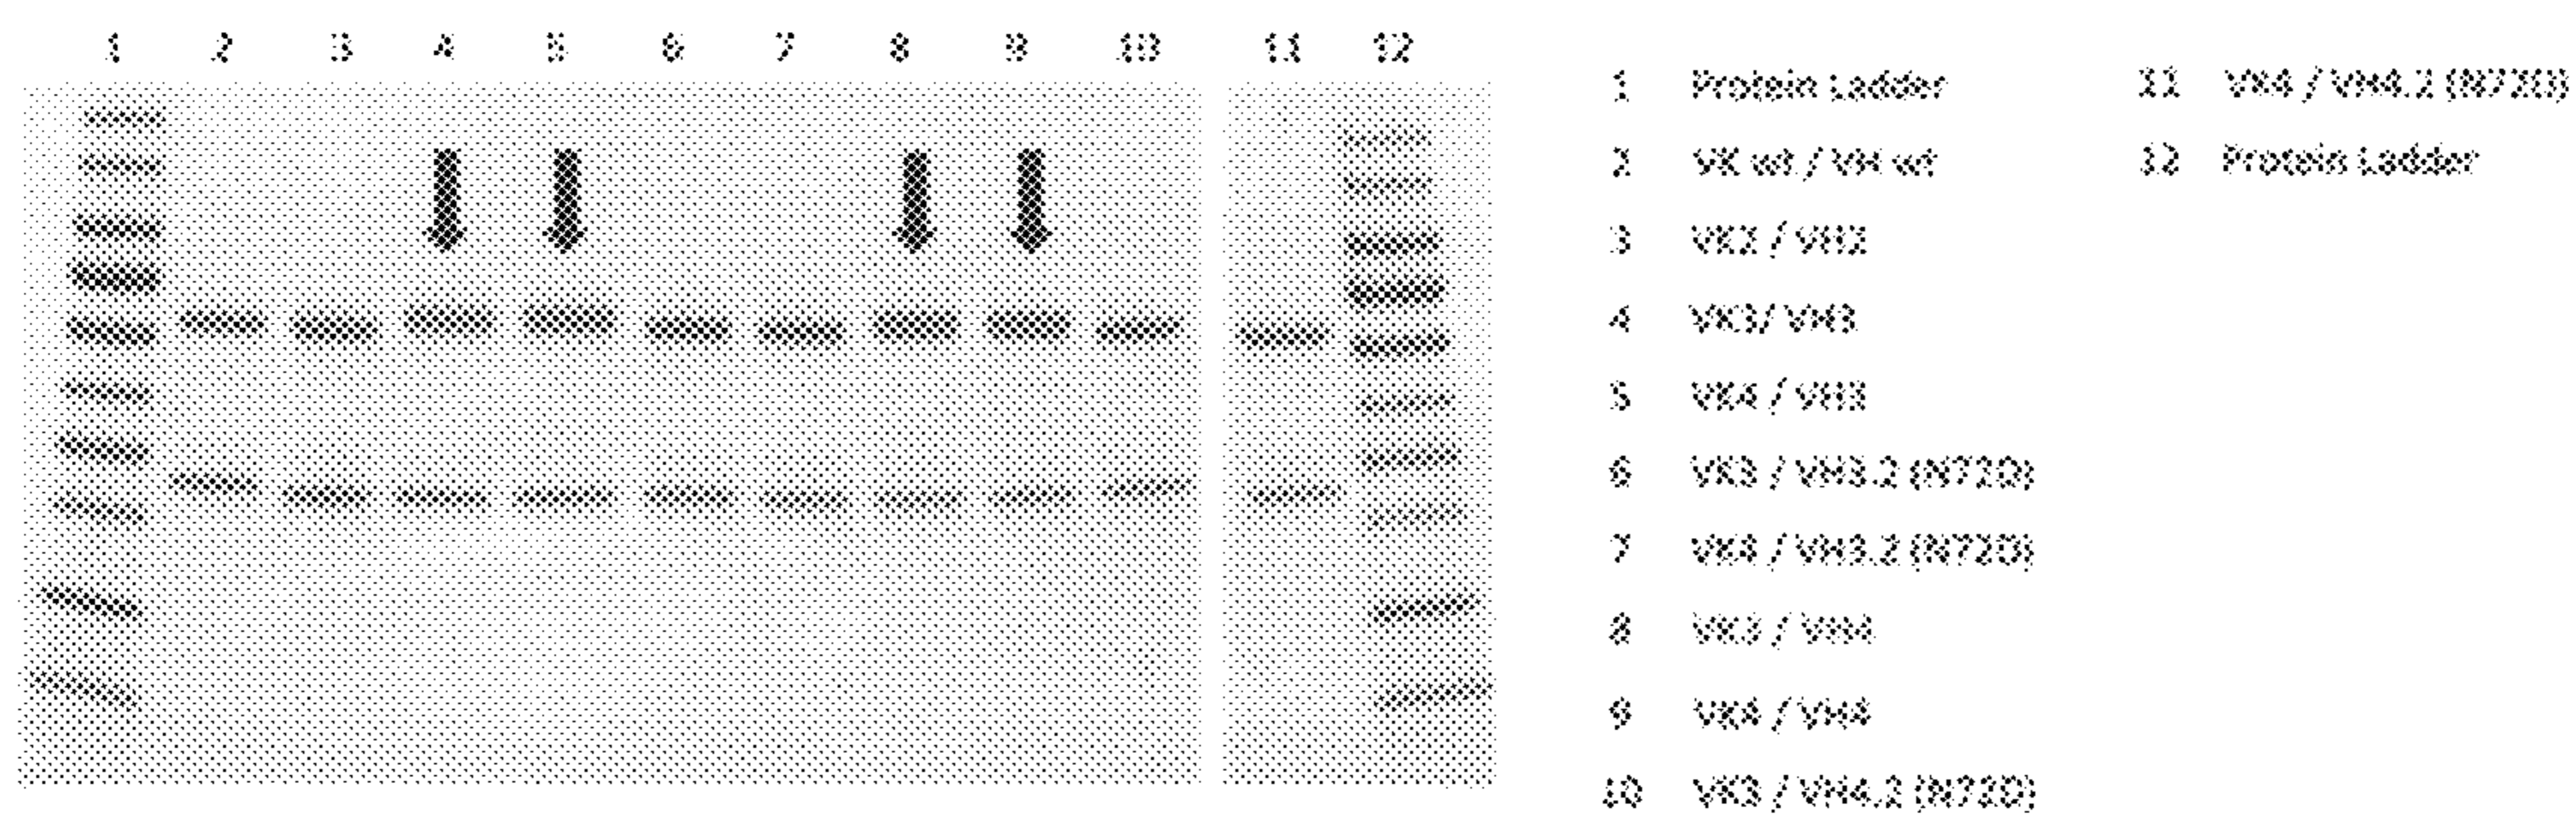 1 2 3 4 5 6 7 8 9 10 11 12
1 Protein Ladder
2 VK wt / VH wt
3 VK2 / VH2
4 VK3/ VH3
5 VK4 / VH3
6 VK3 / VH3.2 (N72D)
7 VK4 / VH3.2 (N72D)
8 VK3 / VH4
9 VK4 / VH4
10 VK3 / VH4.2 (N72D)
11 VK4 / VH4.2 (N72D)
12 Protein Ladder